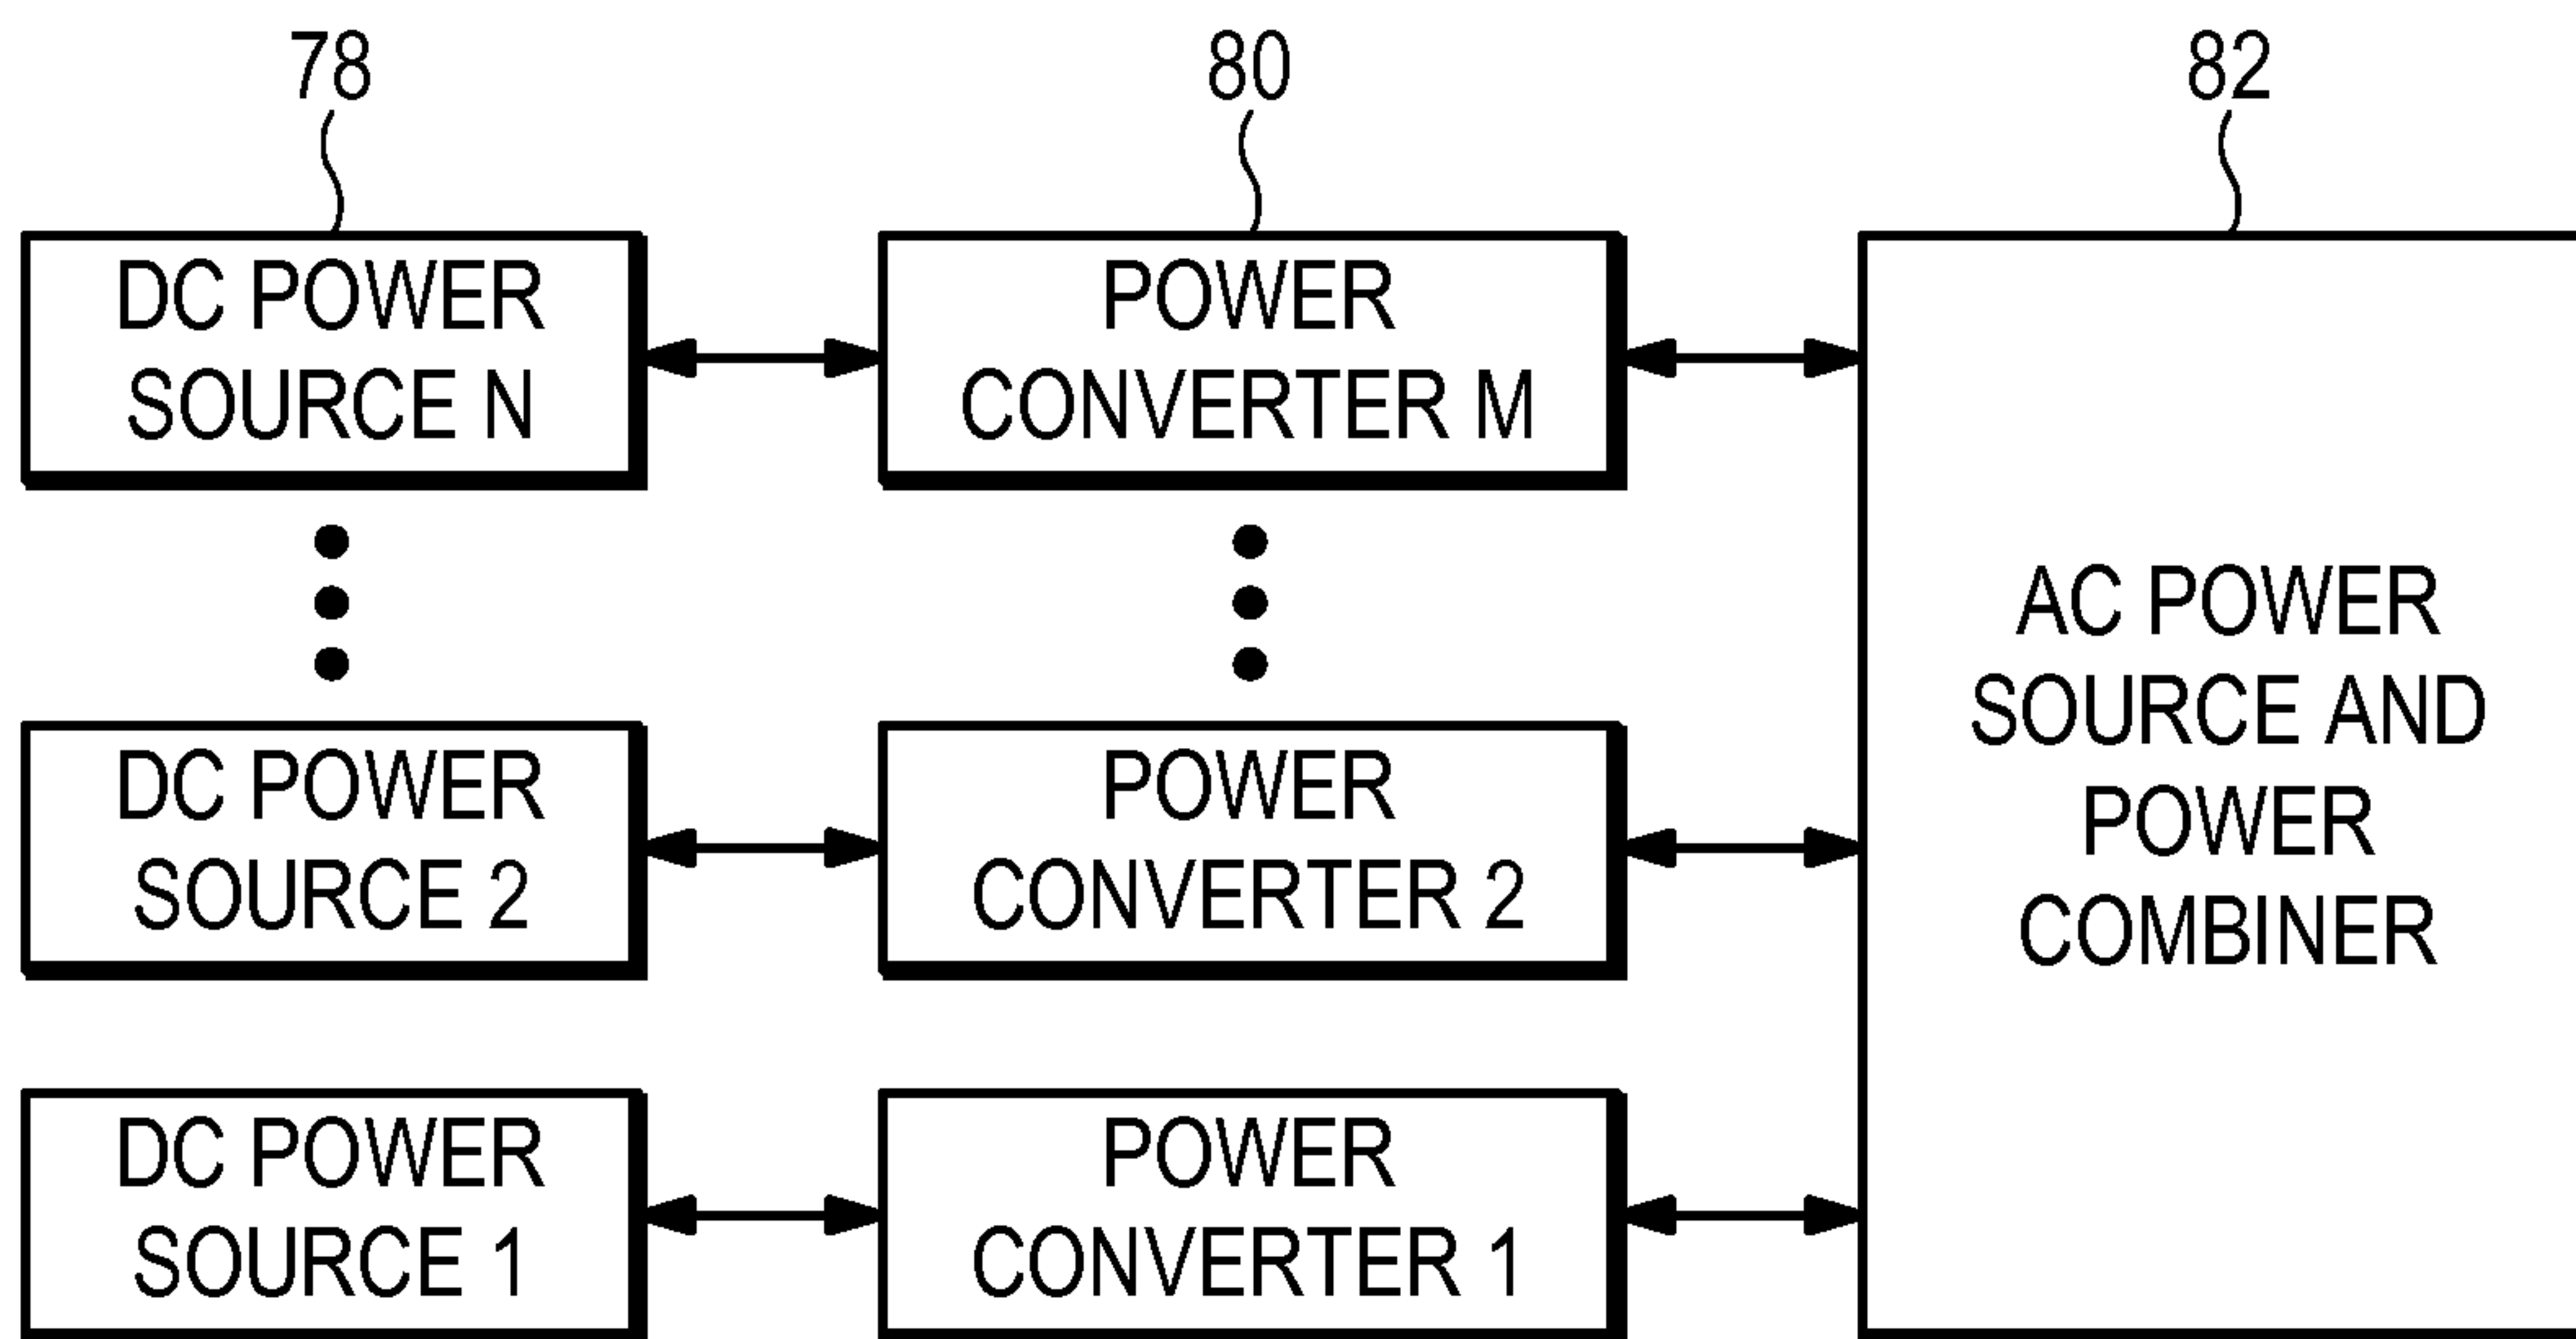 78
80
82
DC POWER
SOURCE N
POWER
CONVERTER M
DC POWER
SOURCE 2
POWER
CONVERTER 2
DC POWER
SOURCE 1
POWER
CONVERTER 1
AC POWER
SOURCE AND
POWER
COMBINER